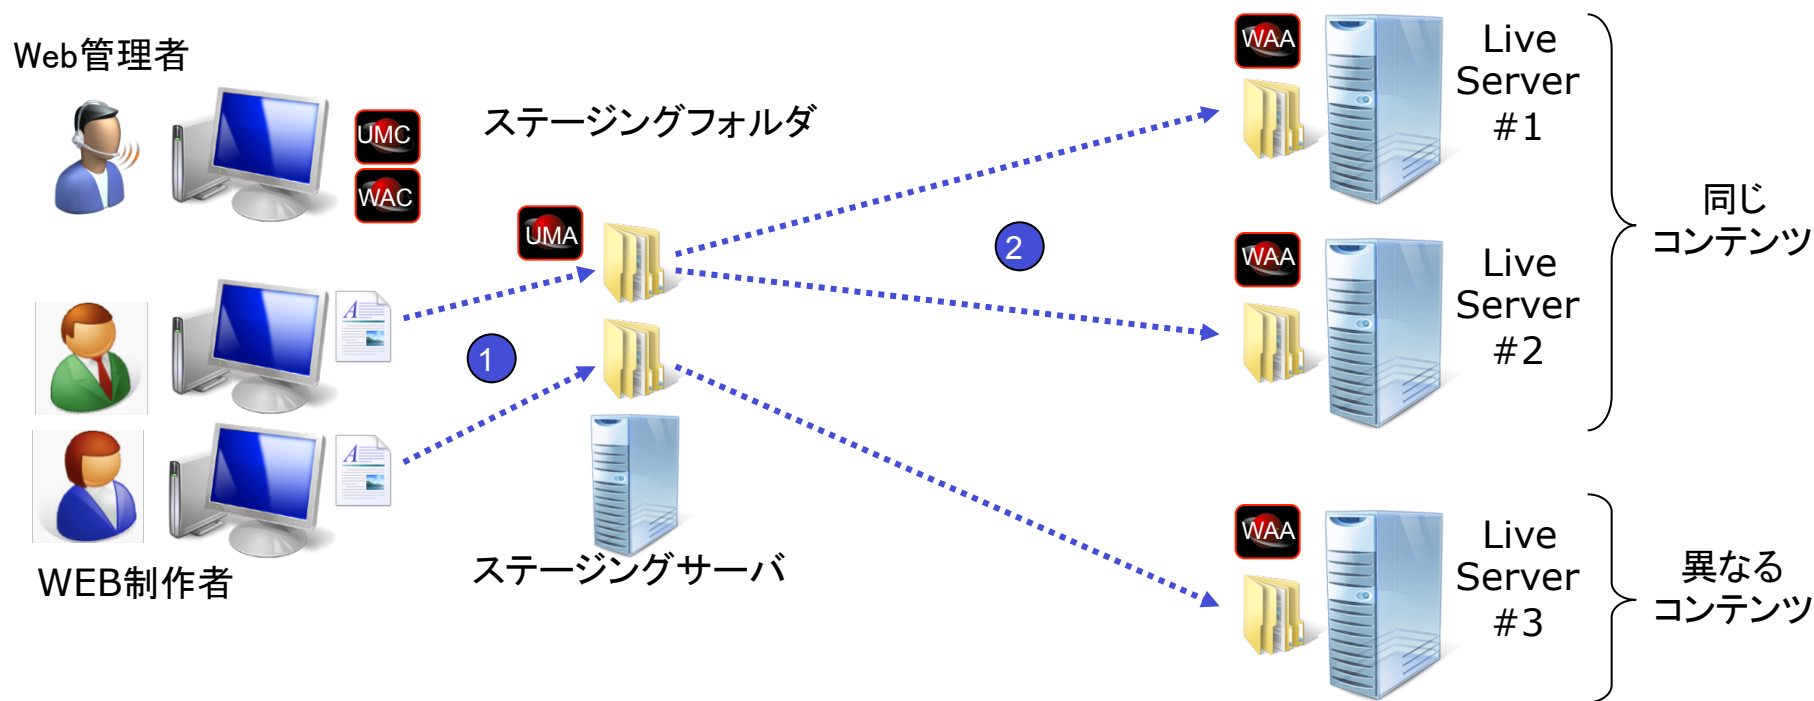 Web管理者
UMC
WAC
ステージングフォルダ
UMA
1
WEB制作者
ステージングサーバ
2
WAA
Live
Server
#1
WAA
Live
Server
#2
同じ
コンテンツ
WAA
Live
Server
#3
異なる
コンテンツ